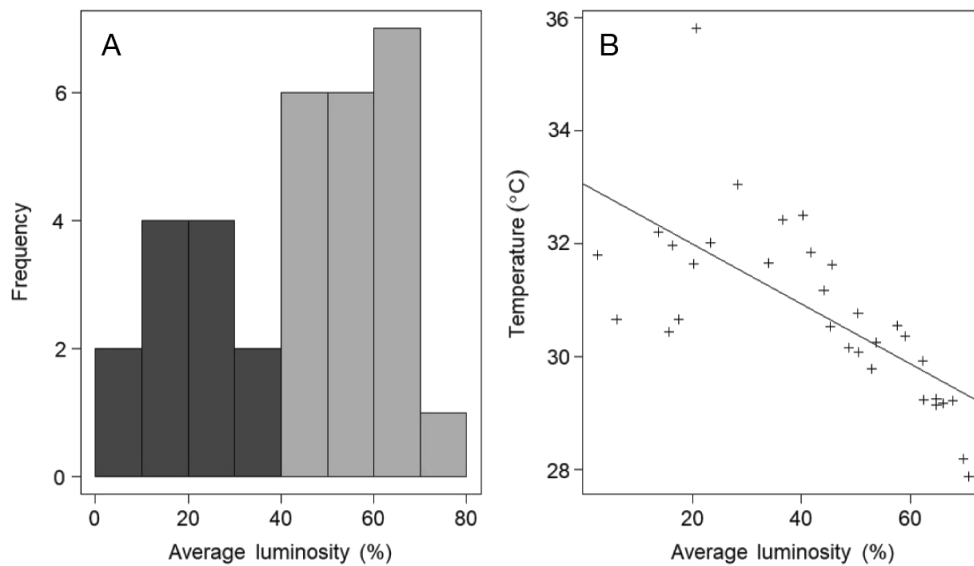 A
Frequency
6
4
2
0
0 20 40 60 80
Average luminosity (%)
B
Temperature (°C)
36
34
32
30
28
20 40 60
Average luminosity (%)